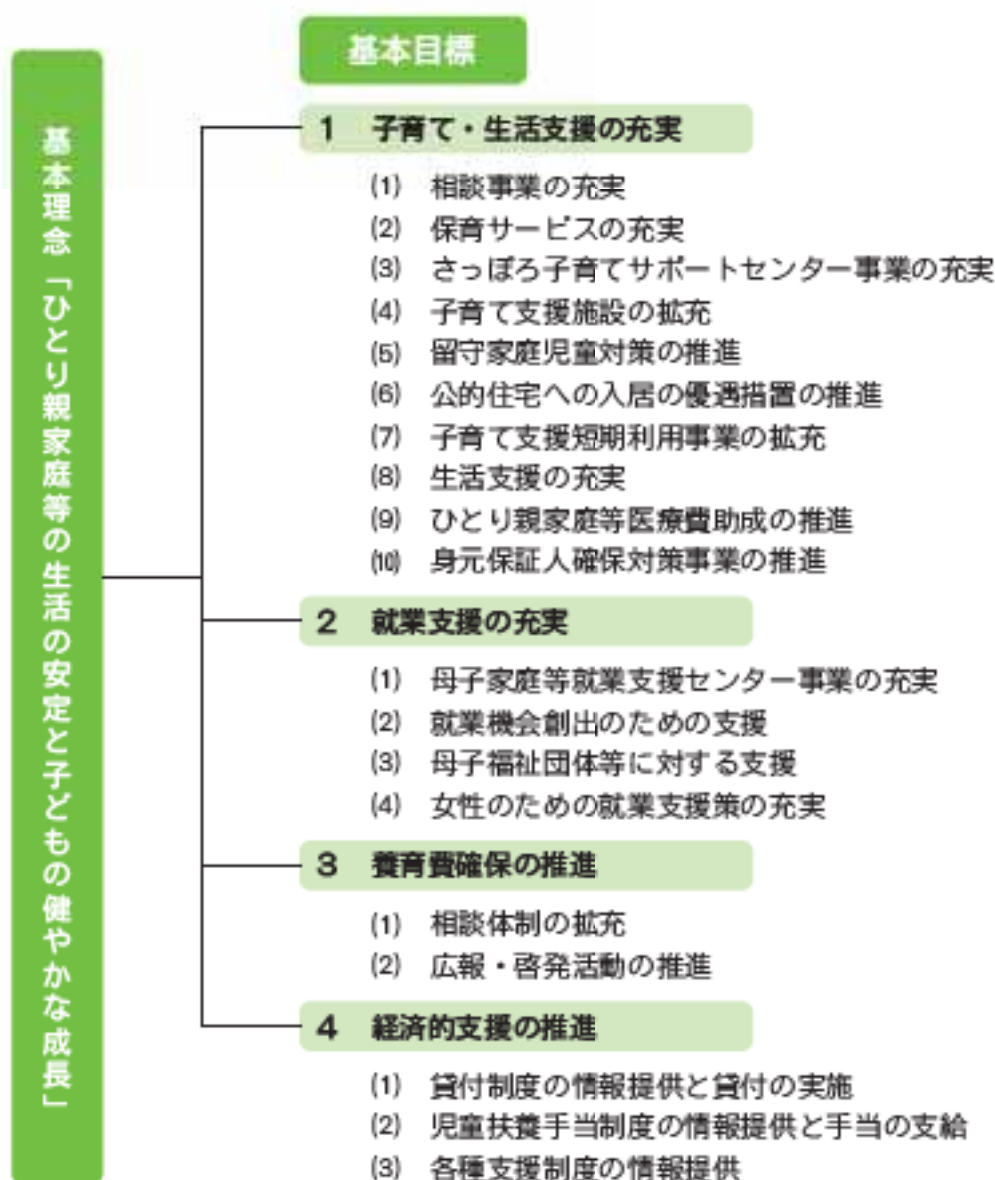 基本理念「ひとり親家庭等の生活の安定と子どもの健やかな成長」
基本目標
1 子育て・生活支援の充実
(1) 相談事業の充実
(2) 保育サービスの充実
(3) さっぽろ子育てサポートセンター事業の充実
(4) 子育て支援施設の拡充
(5) 留守家庭児童対策の推進
(6) 公的住宅への入居の優遇措置の推進
(7) 子育て支援短期利用事業の拡充
(8) 生活支援の充実
(9) ひとり親家庭等医療費助成の推進
(10) 身元保証人確保対策事業の推進
2 就業支援の充実
(1) 母子家庭等就業支援センター事業の充実
(2) 就業機会創出のための支援
(3) 母子福祉団体等に対する支援
(4) 女性のための就業支援策の充実
3 養育費確保の推進
(1) 相談体制の拡充
(2) 広報・啓発活動の推進
4 経済的支援の推進
(1) 貸付制度の情報提供と貸付の実施
(2) 児童扶養手当制度の情報提供と手当の支給
(3) 各種支援制度の情報提供